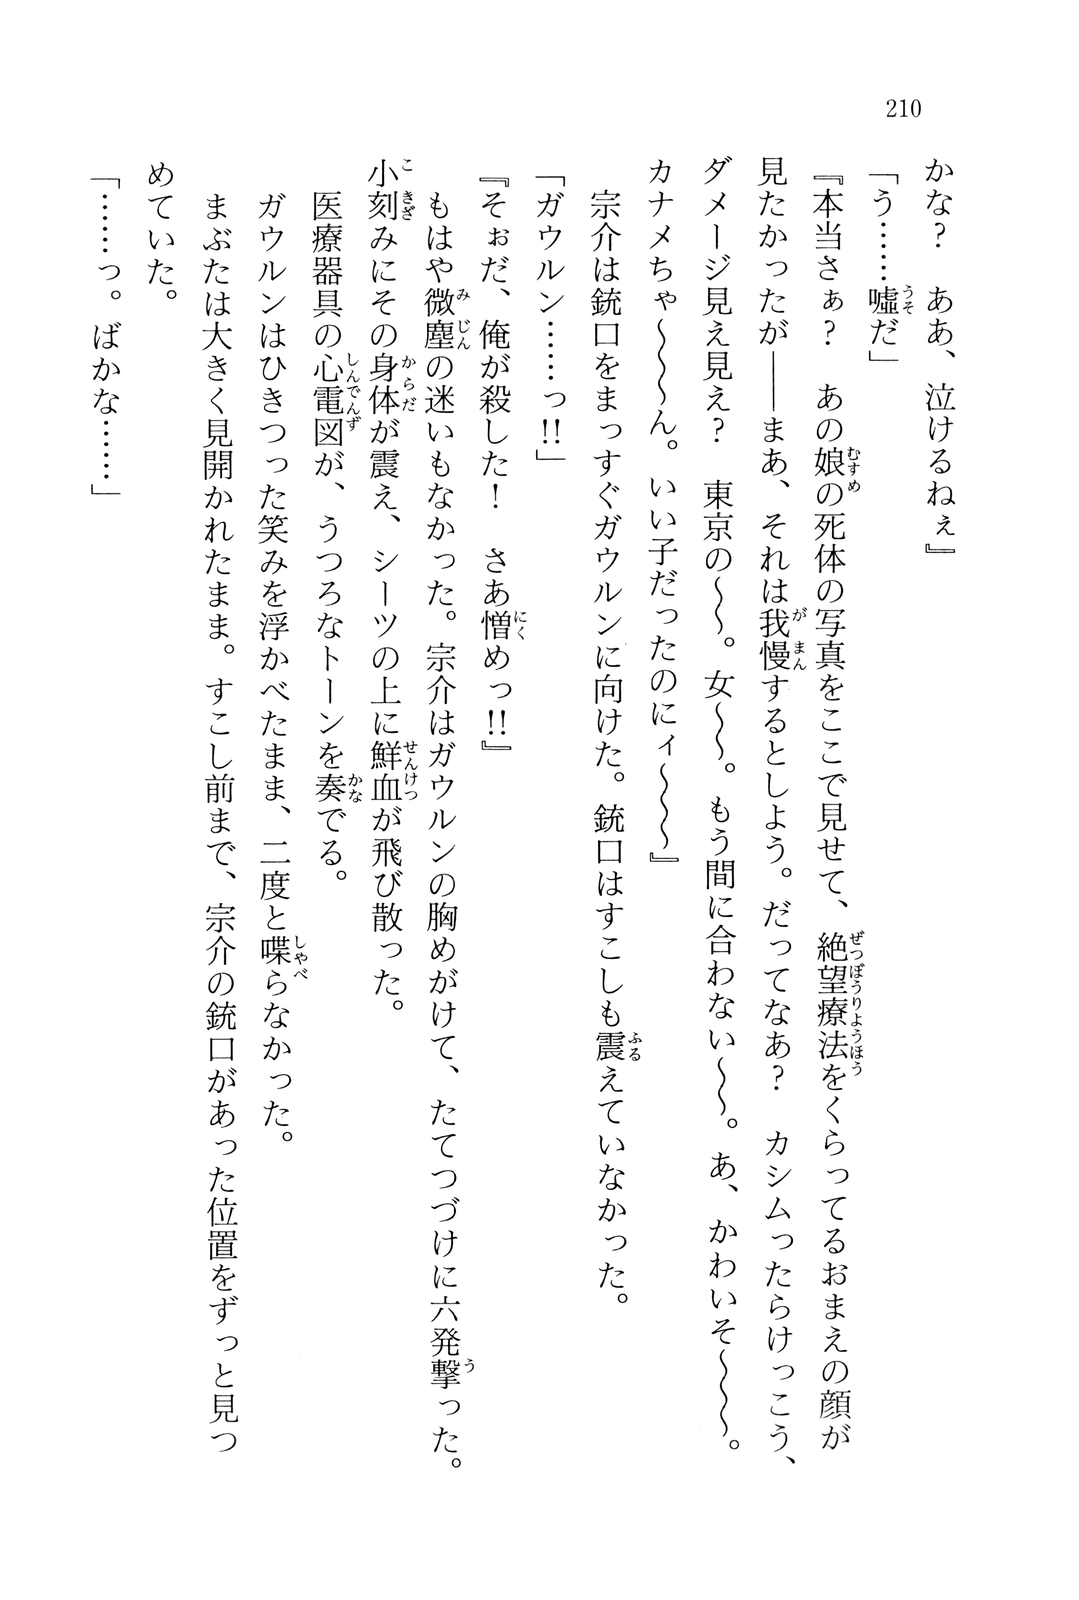 210
かな？　ああ、泣けるねぇ』
「う……嘘だ」
『本当さぁ？　あの娘の死体の写真をここで見せて、絶望療法をくらってるおまえの顔が
見たかったが――まあ、それは我慢するとしよう。だってなあ？　カシムったらけっこう、
ダメージ見え見え？　東京の～～。女～～。もう間に合わない～～。あ、かわいそ～～～。
カナメちゃ～～～ん。いい子だったのにィ～～～』
宗介は銃口をまっすぐガウルンに向けた。銃口はすこしも震えていなかった。
「ガウルン……っ!!」
『そぉだ、俺が殺した！　さあ憎めっ!!』
もはや微塵の迷いもなかった。宗介はガウルンの胸めがけて、たてつづけに六発撃った。
小刻みにその身体が震え、シーツの上に鮮血が飛び散った。
医療器具の心電図が、うつろなトーンを奏でる。
ガウルンはひきつった笑みを浮かべたまま、二度と喋らなかった。
まぶたは大きく見開かれたまま。すこし前まで、宗介の銃口があった位置をずっと見つ
めていた。
「……っ。ばかな……」